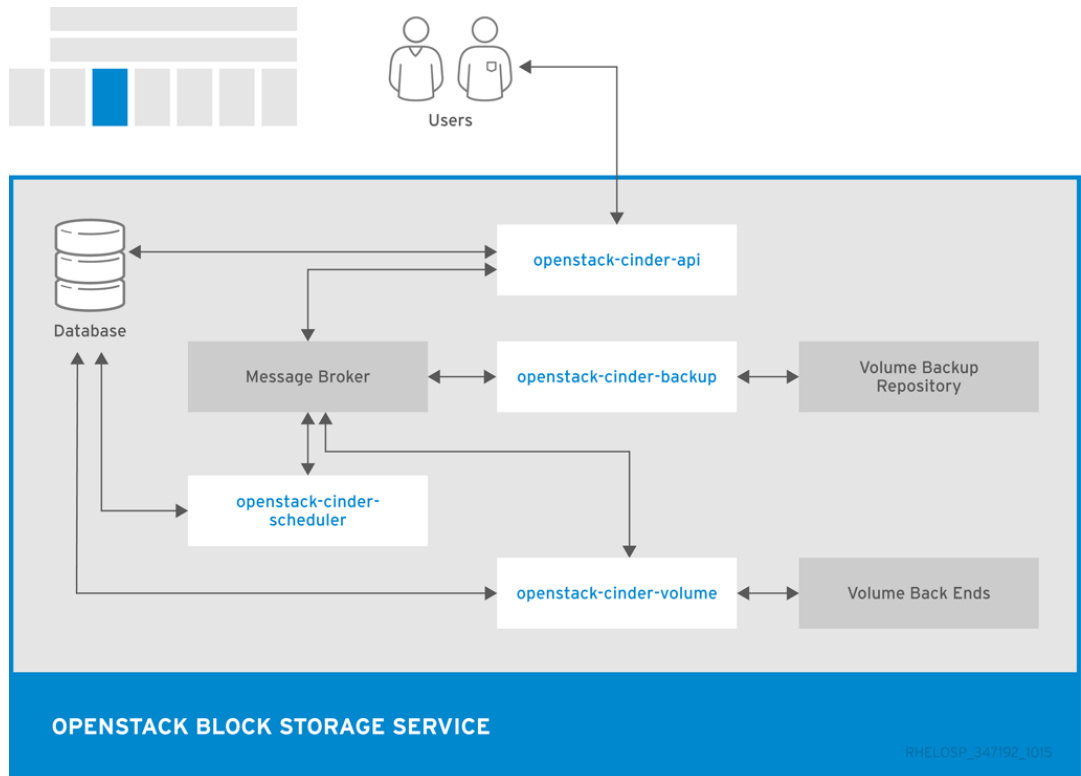 Users
openstack-cinder-api
Database
Message Broker
openstack-cinder-backup
Volume Backup
Repository
openstack-cinder-
scheduler
openstack-cinder-volume
Volume Back Ends
OPENSTACK BLOCK STORAGE SERVICE
RHELOSP_347192_1015